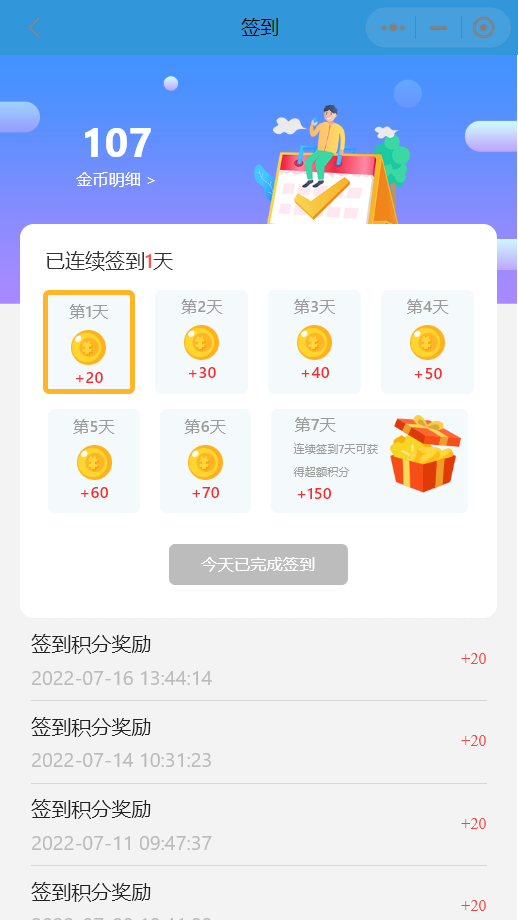 签到
107
金币明细 >
已连续签到1天
第1天
+20
第2天
+30
第3天
+40
第4天
+50
第5天
+60
第6天
+70
第7天
连续签到7天可获
得超额积分
+150
今天已完成签到
签到积分奖励
+20
2022-07-16 13:44:14
签到积分奖励
+20
2022-07-14 10:31:23
签到积分奖励
+20
2022-07-11 09:47:37
签到积分奖励
+20